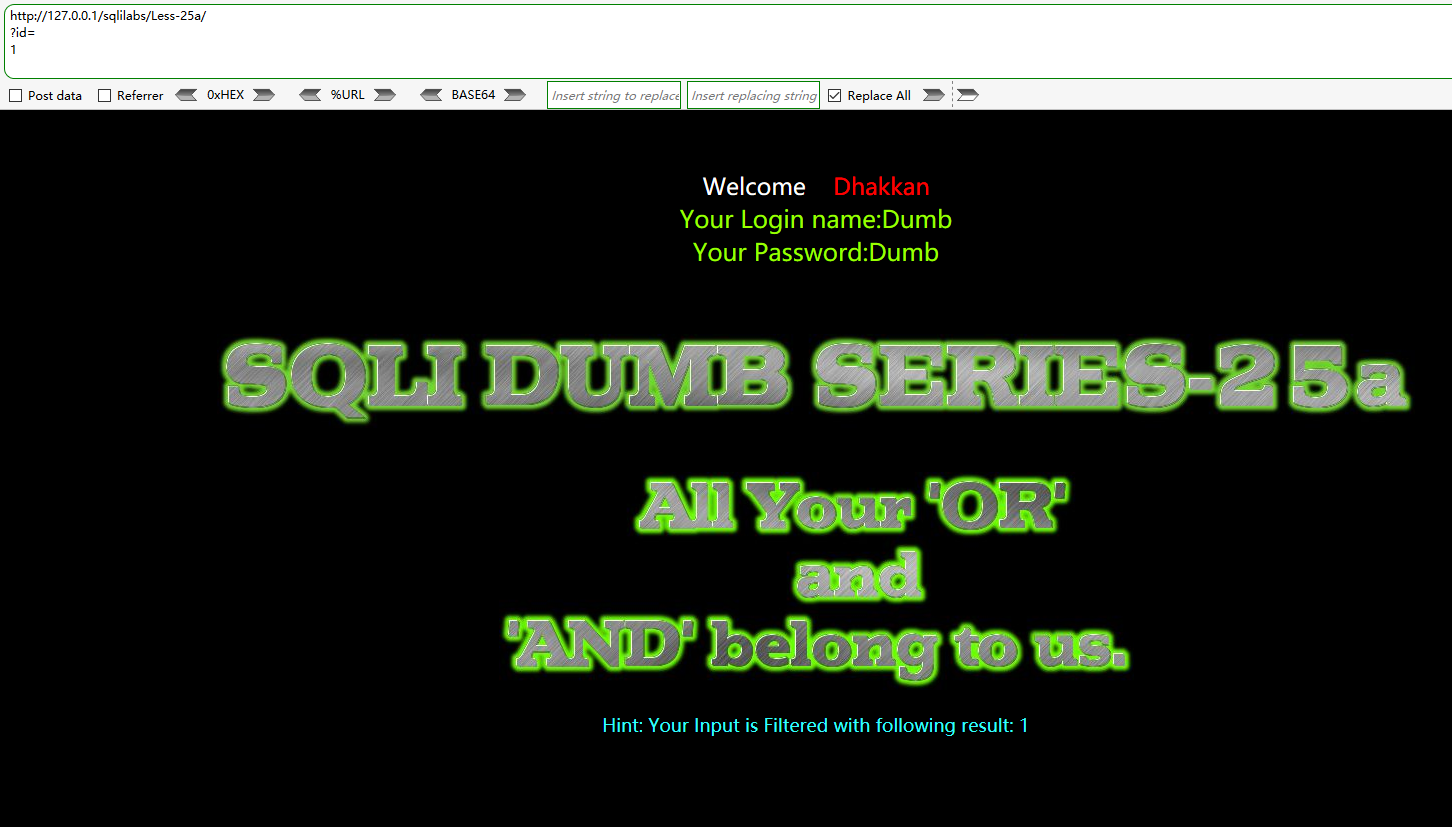 http://127.0.0.1/sqlilabs/Less-25a/
?id=
1
Post data Referrer 0xHEX %URL BASE64 Insert string to replace Insert replacing string Replace All
Welcome Dhakkan
Your Login name:Dumb
Your Password:Dumb
SQLI DUMB SERIES-25a
All Your 'OR'
and
'AND' belong to us.
Hint: Your Input is Filtered with following result: 1